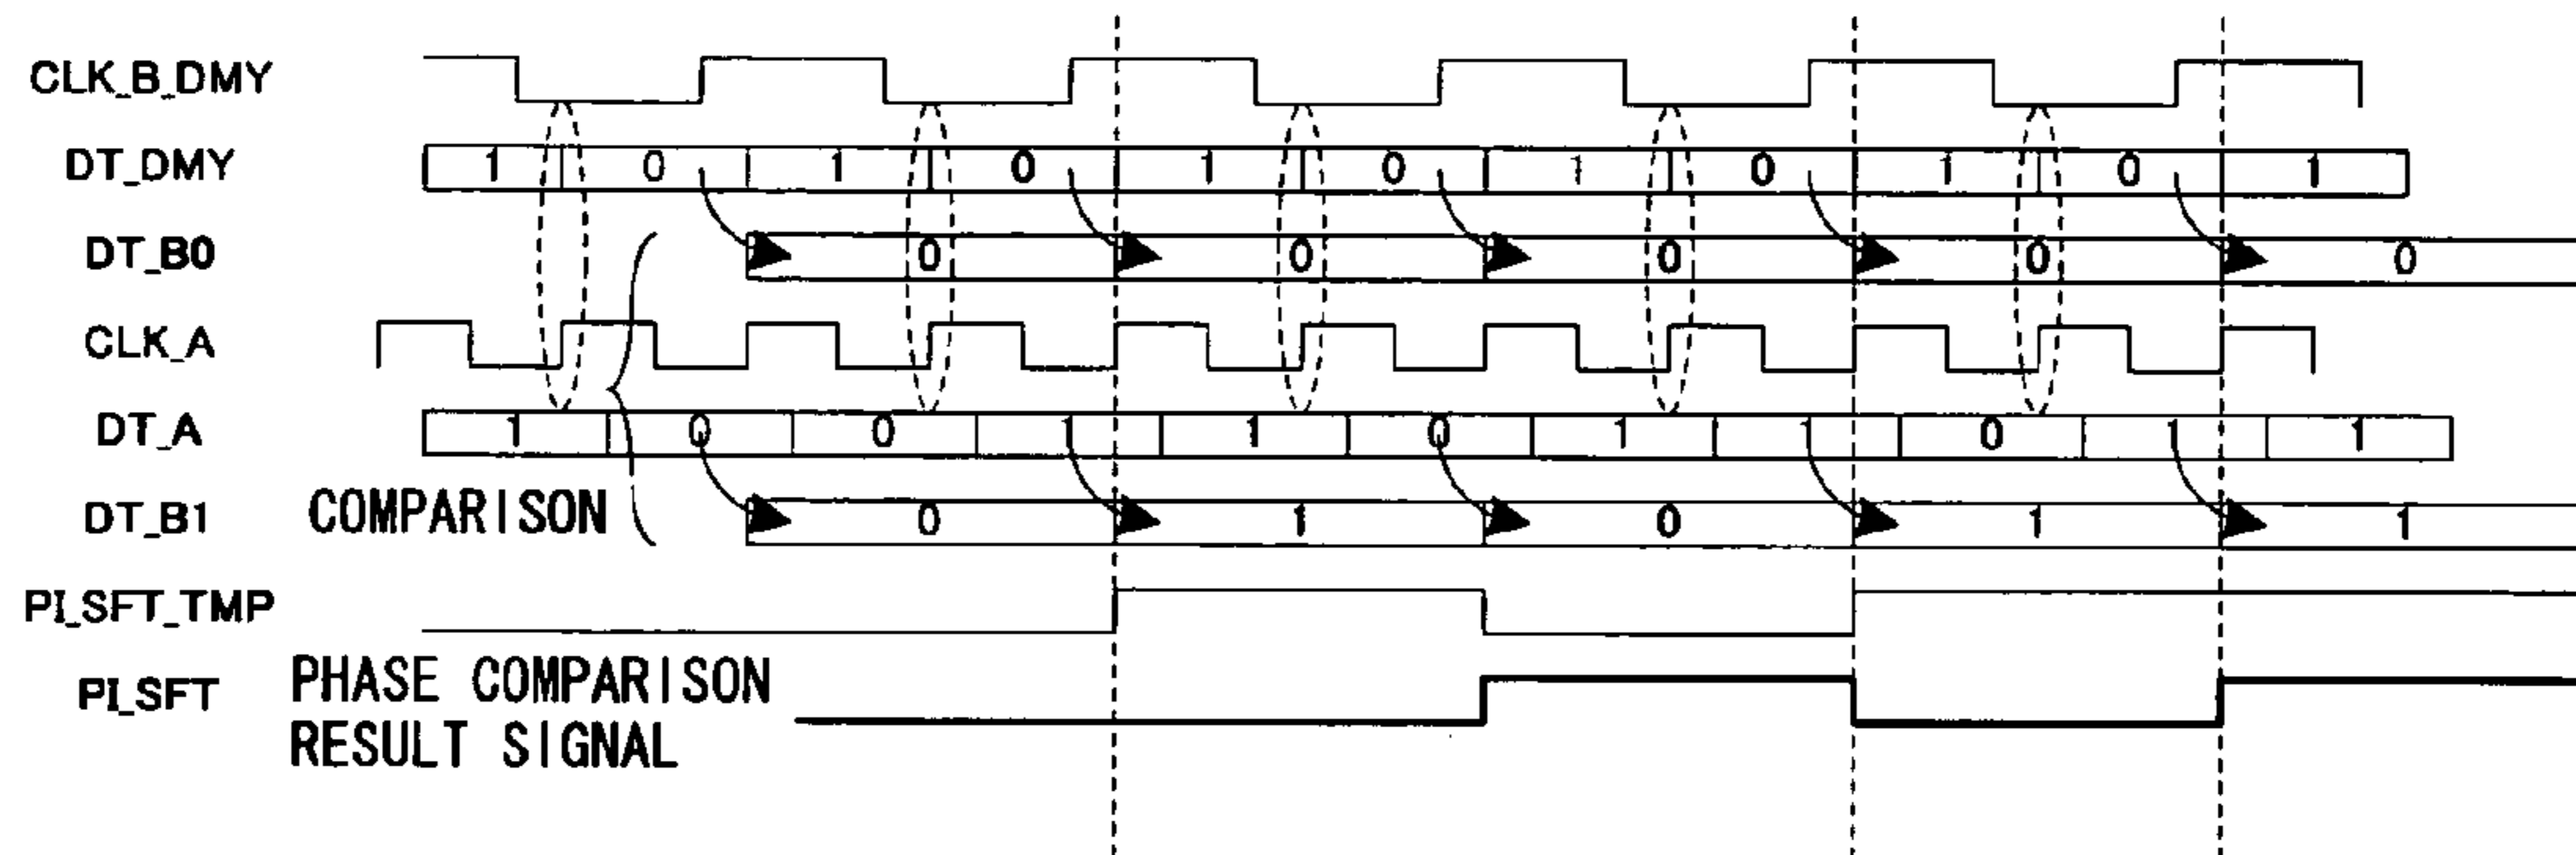 CLK_B_DMY
DT_DMY 1 0 1 0 1 0 1 0 1 0 1
DT_B0 0 0 0 0 0
CLK_A
DT_A 1 0 0 1 1 0 1 1 0 1 1
DT_B1 COMPARISON 0 1 0 1 1
PI_SFT_TMP
PI_SFT PHASE COMPARISON
RESULT SIGNAL